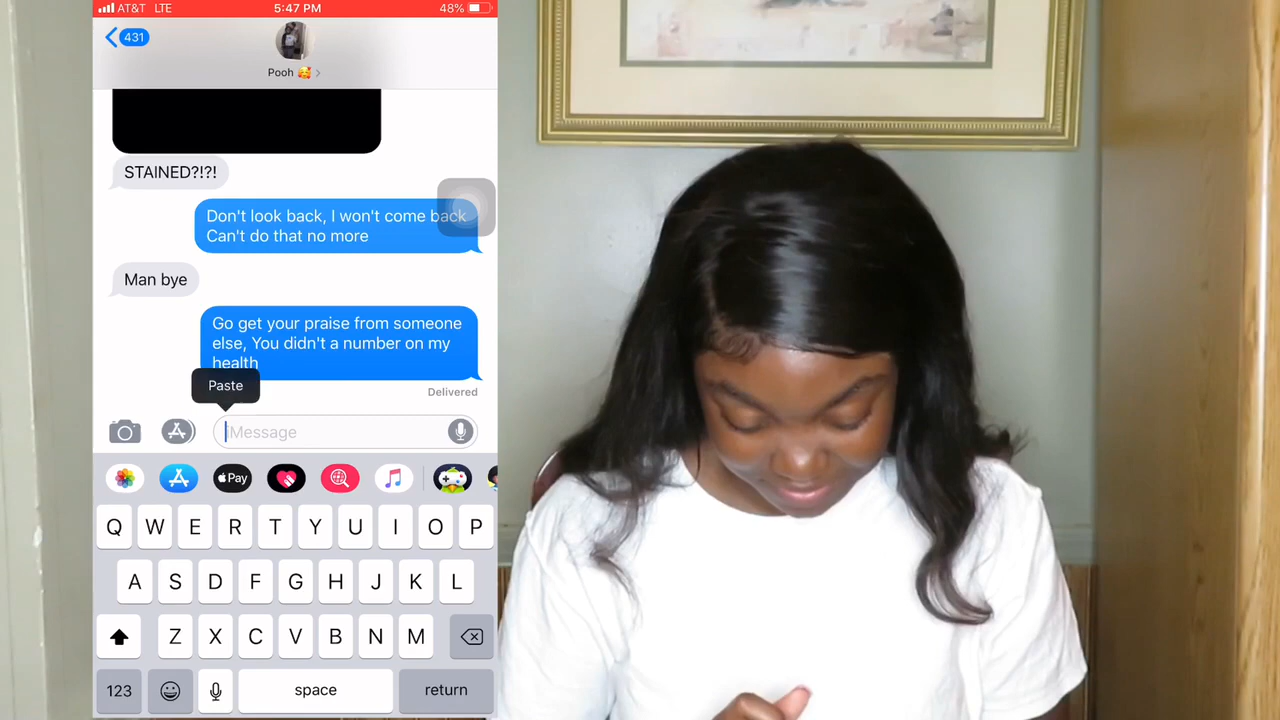 AT&T LTE 5:47 PM 48%
431
Pooh 🥰 >
STAINED?!?!
Don't look back, I won't come back
Can't do that no more
Man bye
Go get your praise from someone
else, You didn't a number on my
health
Delivered
Paste
Message
Pay
Q W E R T Y U I O P
A S D F G H J K L
Z X C V B N M
123 space return